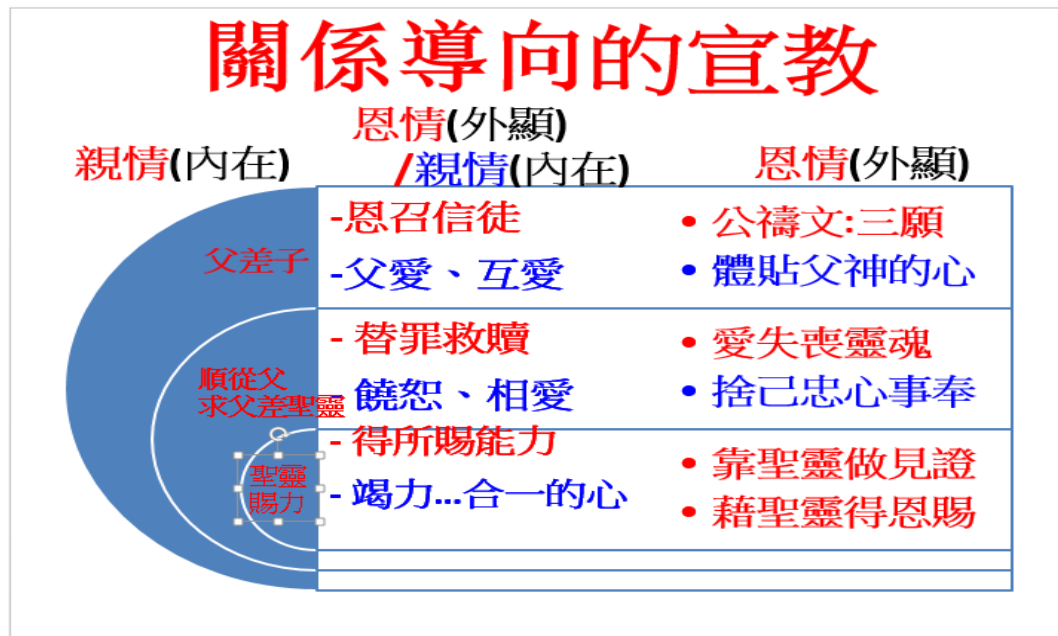 關係導向的宣教
恩情(外顯)
親情(內在)
/親情(內在)
恩情(外顯)
父差子
-恩召信徒
-父愛、互愛
• 公禱文:三願
• 體貼父神的心
順從父
求父差聖靈
- 替罪救贖
- 饒恕、相愛
• 愛失喪靈魂
• 捨己忠心事奉
聖靈
賜力
- 得所賜能力
- 竭力...合一的心
• 靠聖靈做見證
• 藉聖靈得恩賜